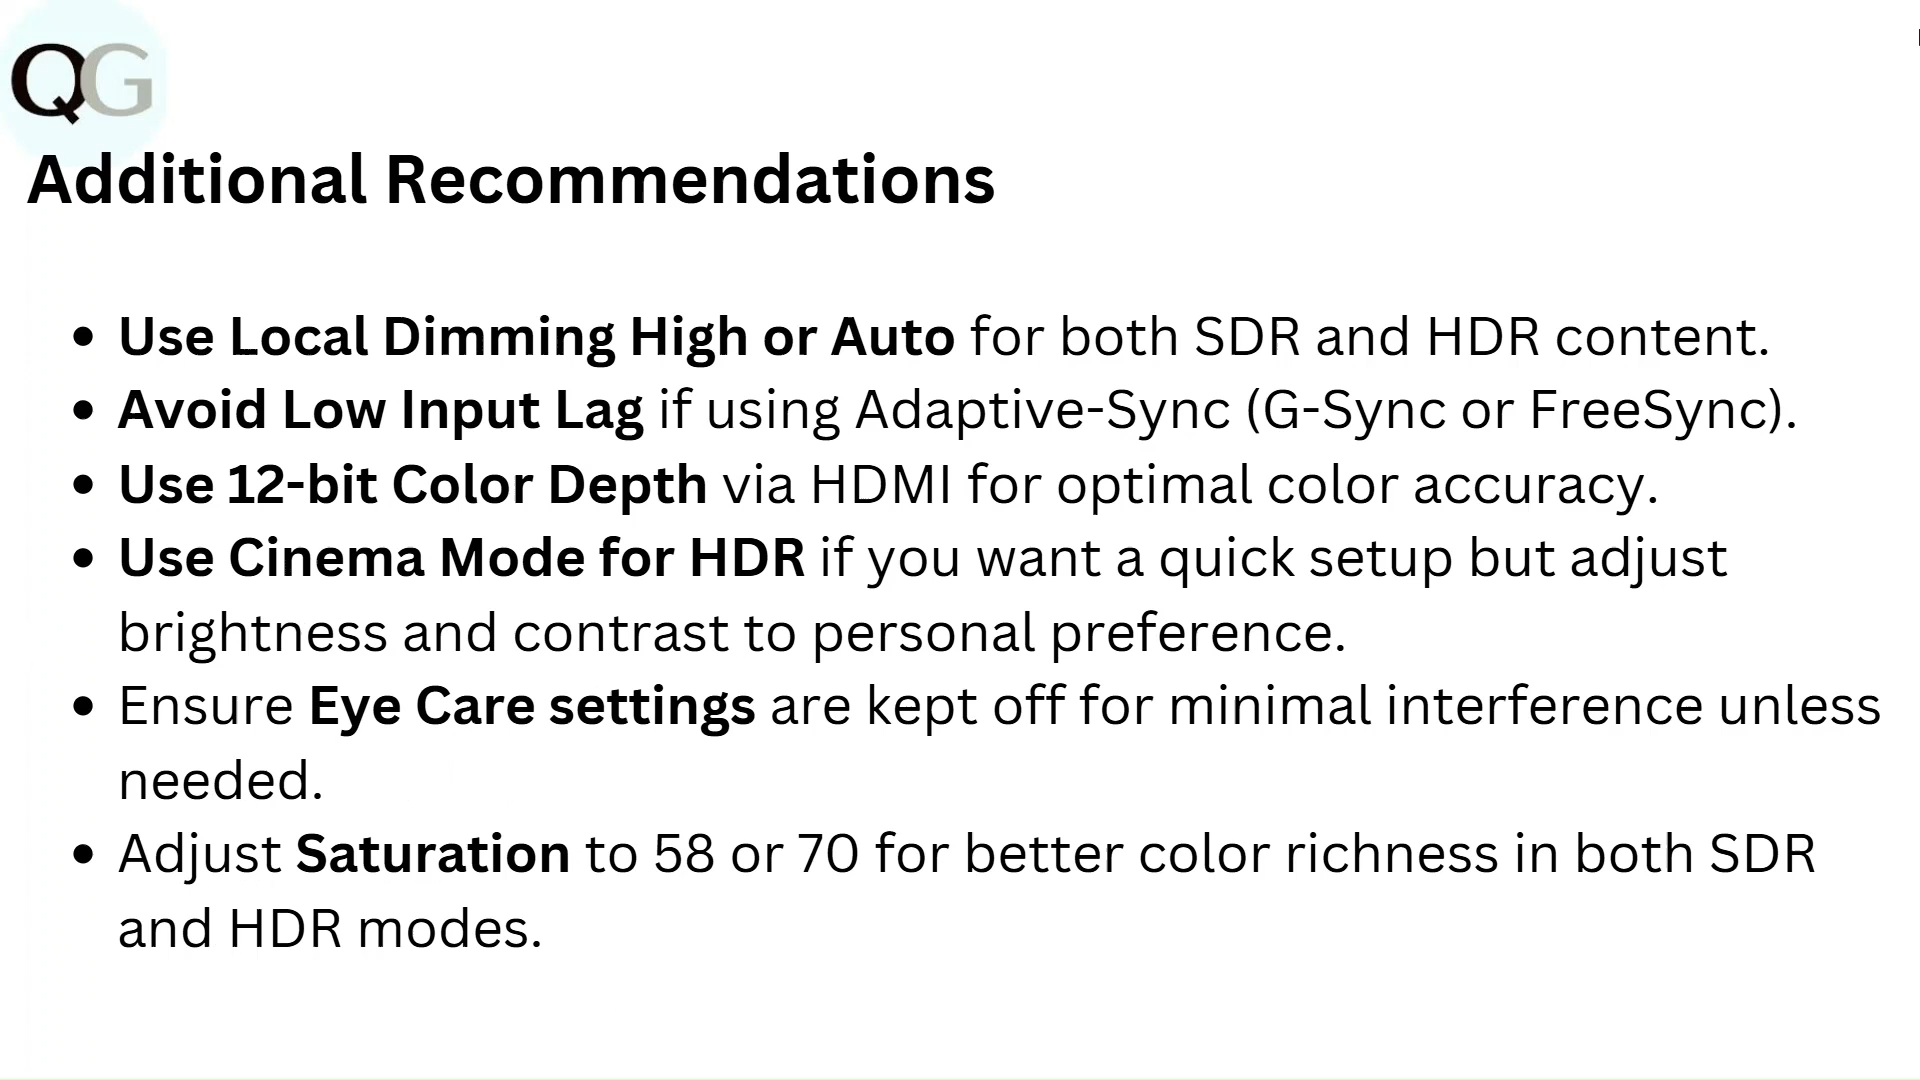 QG
Additional Recommendations
• Use Local Dimming High or Auto for both SDR and HDR content.
• Avoid Low Input Lag if using Adaptive-Sync (G-Sync or FreeSync).
• Use 12-bit Color Depth via HDMI for optimal color accuracy.
• Use Cinema Mode for HDR if you want a quick setup but adjust
brightness and contrast to personal preference.
• Ensure Eye Care settings are kept off for minimal interference unless
needed.
• Adjust Saturation to 58 or 70 for better color richness in both SDR
and HDR modes.